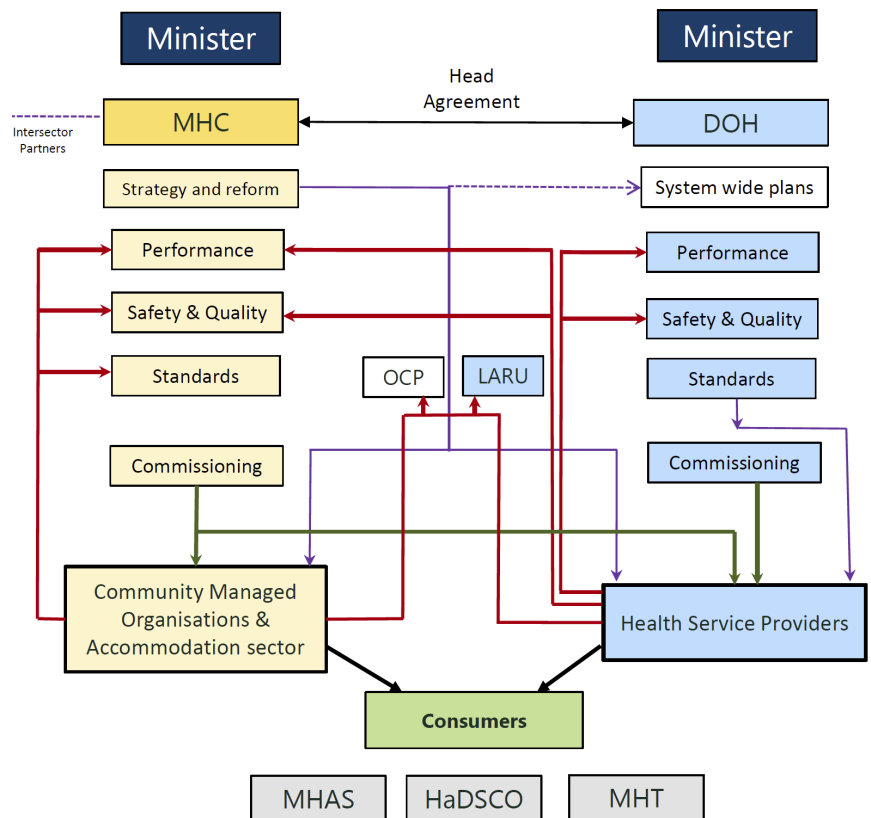 Minister
Minister
Head
Agreement
MHC
DOH
Intersector
Partners
Strategy and reform
System wide plans
Performance
Performance
Safety & Quality
Safety & Quality
Standards
OCP
LARU
Standards
Commissioning
Commissioning
Community Managed
Organisations &
Accommodation sector
Health Service Providers
Consumers
MHAS
HaDSCO
MHT